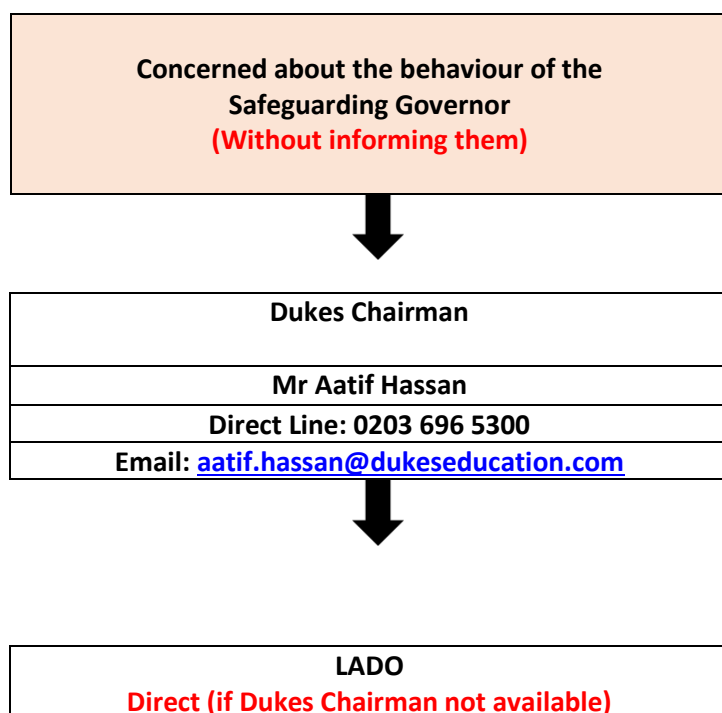 Concerned about the behaviour of the
Safeguarding Governor
(Without informing them)
Dukes Chairman
Mr Aatif Hassan
Direct Line: 0203 696 5300
Email: aatif.hassan@dukeseducation.com
LADO
Direct (if Dukes Chairman not available)